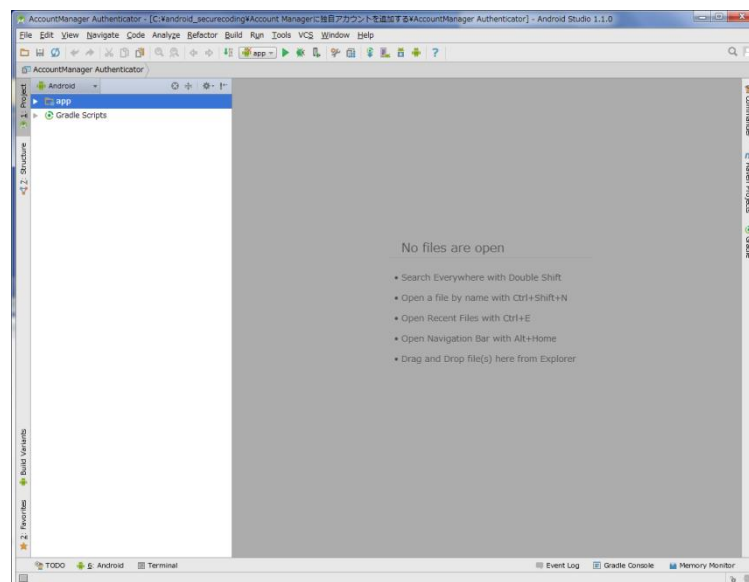 AccountManager Authenticator - [C:¥android_securecoding¥Account Managerに独自アカウントを追加する¥AccountManager Authenticator] - Android Studio 1.1.0
File Edit View Navigate Code Analyze Refactor Build Run Tools VCS Window Help
app
?
AccountManager Authenticator
1: Project
Android
app
Gradle Scripts
2: Structure
Build Variants
2: Favorites
No files are open
• Search Everywhere with Double Shift
• Open a file by name with Ctrl+Shift+N
• Open Recent Files with Ctrl+E
• Open Navigation Bar with Alt+Home
• Drag and Drop file(s) here from Explorer
Commander
Maven Projects
Gradle
TODO 6: Android Terminal Event Log Gradle Console Memory Monitor